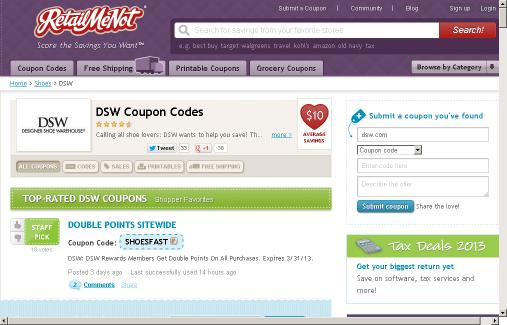 Submit a Coupon | Community | Blog Sign up Login
RetailMeNot
Score the Savings You Want™
Search for savings from your favorite stores!
Search!
e.g. best buy target walgreens travel kohl's amazon old navy tax
Coupon Codes Free Shipping Printable Coupons Grocery Coupons Browse by Category
Home > Shoes > DSW
DSW
DESIGNER SHOE WAREHOUSE
DSW Coupon Codes
Calling all shoe lovers: DSW wants to help you save! Th... more >
Tweet 33 +1 38
$10
AVERAGE
SAVINGS
ALL COUPONS CODES SALES PRINTABLES FREE SHIPPING
TOP-RATED DSW COUPONS Shopper Favorites
STAFF
PICK
DOUBLE POINTS SITEWIDE
Coupon Code: SHOESFAST
DSW: DSW Rewards Members Get Double Points On All Purchases. Expires 3/31/13.
Posted 3 days ago Last successfully used 14 hours ago
2 Comments Share
Submit a coupon you've found
dsw.com
Coupon code
Enter code here
Describe the offer
Submit coupon Share the love!
Tax Deals 2013
Get your biggest return yet
Save on software, tax services and
more!